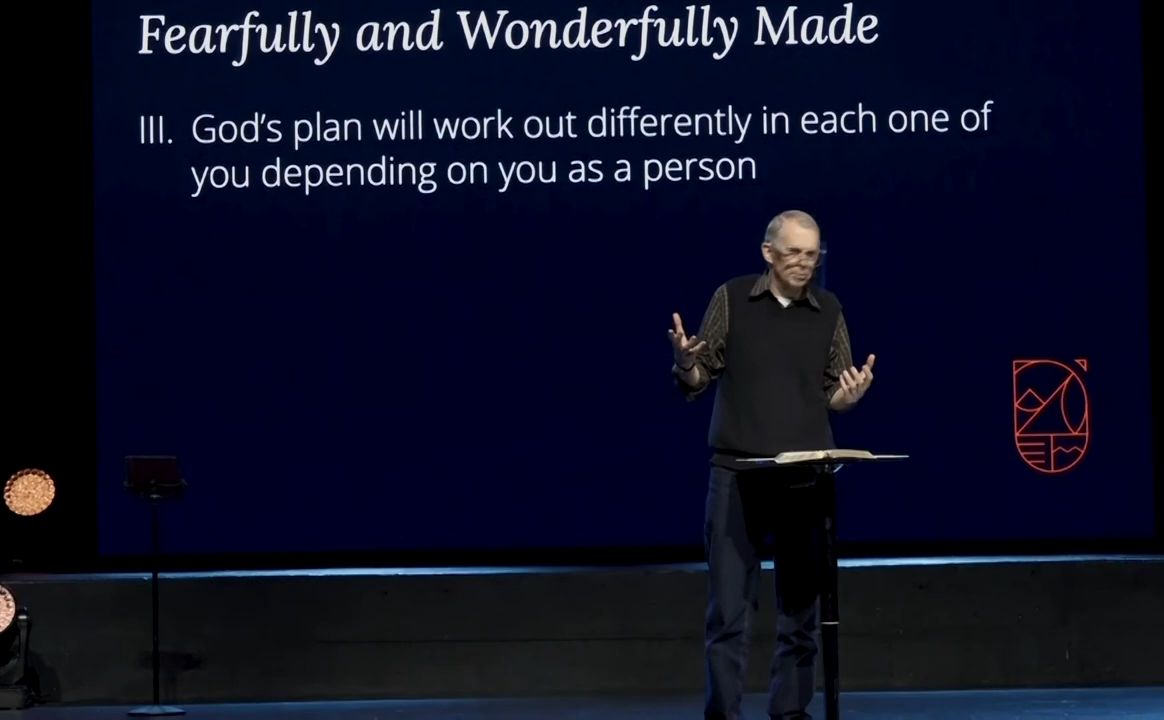 Fearfully and Wonderfully Made
III. God's plan will work out differently in each one of
you depending on you as a person